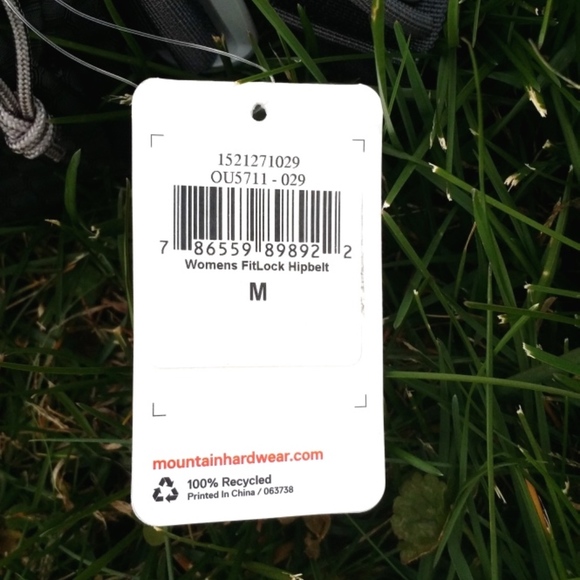 1521271029
OU5711 - 029
7 86559 89892 2
Womens FitLock Hipbelt
M
mountainhardwear.com
100% Recycled
Printed In China / 063738